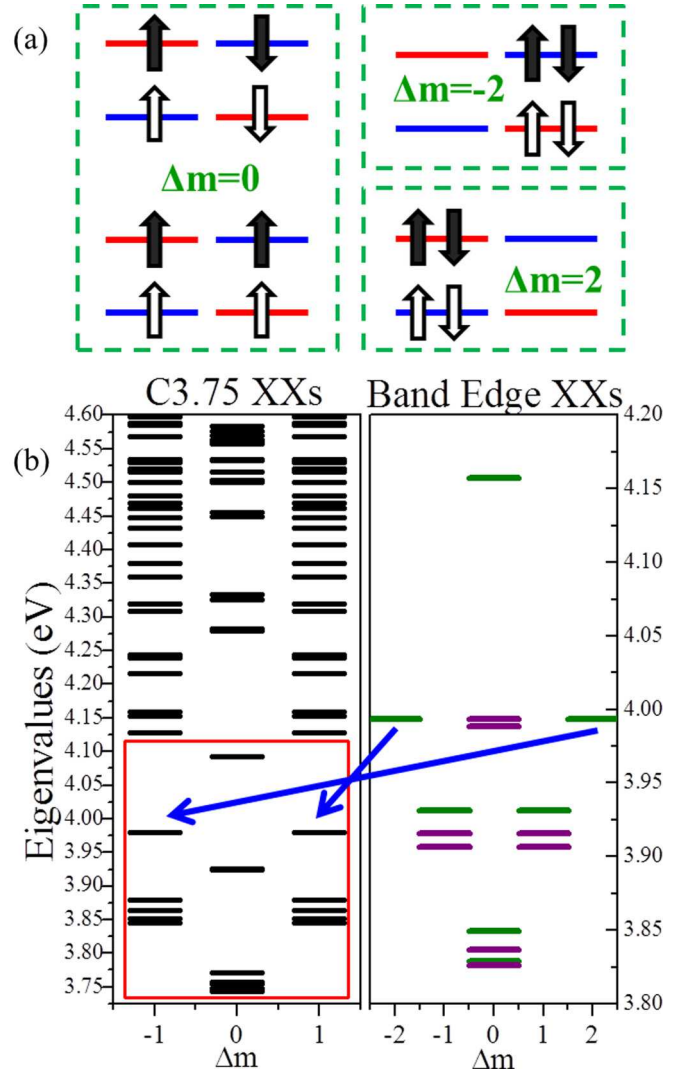 (a)
Δm=0
Δm=-2
Δm=2
(b)
C3.75 XXs
Band Edge XXs
Eigenvalues (eV)
4.60
4.55
4.50
4.45
4.40
4.35
4.30
4.25
4.20
4.15
4.10
4.05
4.00
3.95
3.90
3.85
3.80
3.75
4.20
4.15
4.10
4.05
4.00
3.95
3.90
3.85
3.80
-1 0 1
-2 -1 0 1 2
Δm
Δm